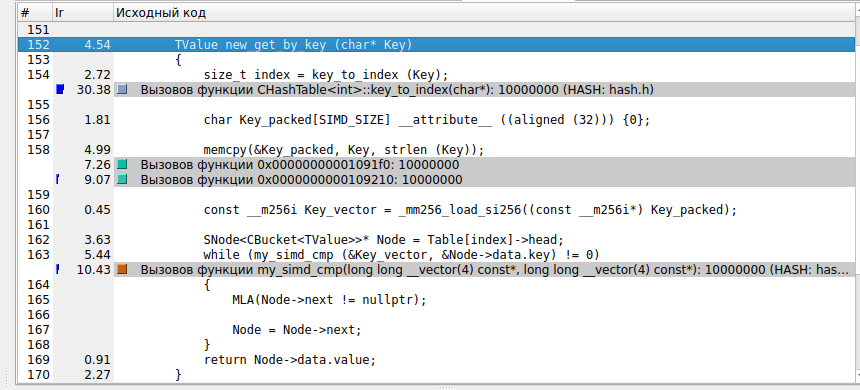 # Ir Исходный код
151
152 4.54 TValue new_get_by_key (char* Key)
153 {
154 2.72 size_t index = key_to_index (Key);
30.38 Вызовов функции CHashTable<int>::key_to_index(char*): 10000000 (HASH: hash.h)
155
156 1.81 char Key_packed[SIMD_SIZE] __attribute__ ((aligned (32))) {0};
157
158 4.99 memcpy(&Key_packed, Key, strlen (Key));
7.26 Вызовов функции 0x00000000001091f0: 10000000
9.07 Вызовов функции 0x0000000000109210: 10000000
159
160 0.45 const __m256i Key_vector = _mm256_load_si256((const __m256i*) Key_packed);
161
162 3.63 SNode<CBucket<TValue>>* Node = Table[index]->head;
163 5.44 while (my_simd_cmp (&Key_vector, &Node->data.key) != 0)
10.43 Вызовов функции my_simd_cmp(long long __vector(4) const*, long long __vector(4) const*): 10000000 (HASH: has...
164 {
165 MLA(Node->next != nullptr);
166
167 Node = Node->next;
168 }
169 0.91 return Node->data.value;
170 2.27 }